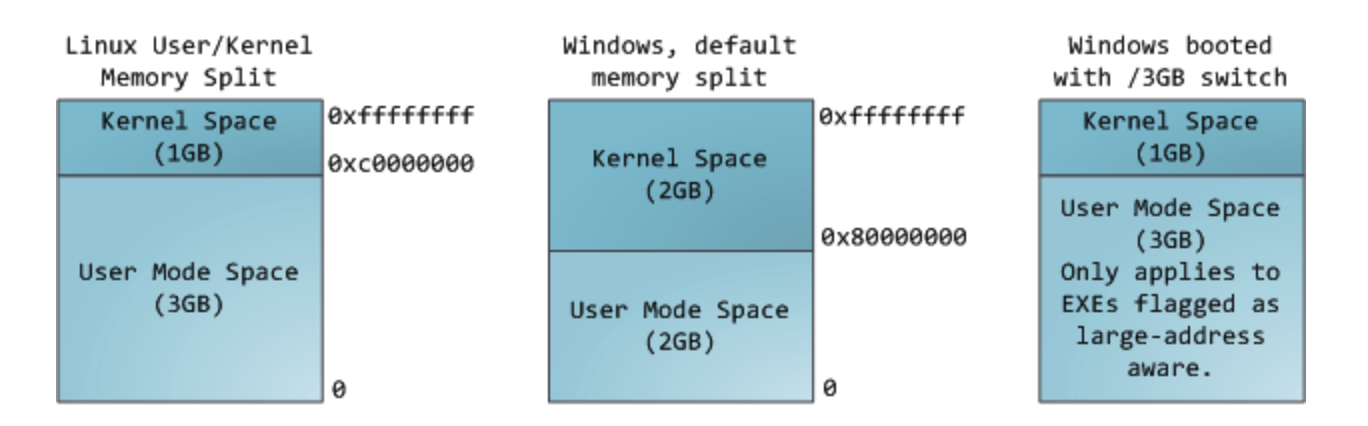 Linux User/Kernel
Memory Split
Kernel Space
(1GB)
0xffffffff
0xc0000000
User Mode Space
(3GB)
0
Windows, default
memory split
Kernel Space
(2GB)
0xffffffff
0x80000000
User Mode Space
(2GB)
0
Windows booted
with /3GB switch
Kernel Space
(1GB)
User Mode Space
(3GB)
Only applies to
EXEs flagged as
large-address
aware.